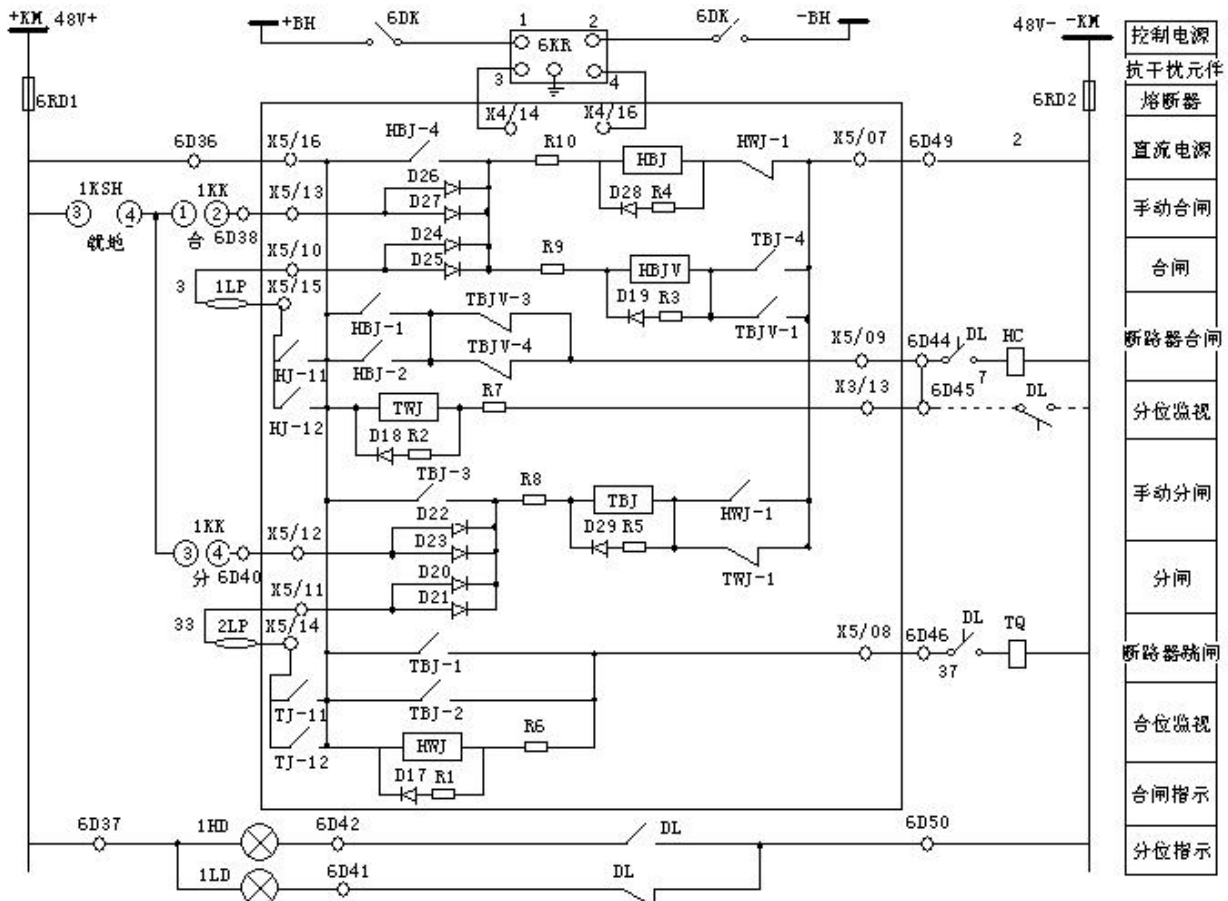 +KM 48V+ +BH 6DK 1 2 6DK -BH 48V- -KM
6KR
3 4
控制电源
抗干扰元件
6RD1 6RD2
熔断器
X4/14 X4/16
6D36 X5/16 HBJ-4 R10 HBJ HWJ-1 X5/07 6D49 2
直流电源
D26
D28 R4
1KSH 1KK X5/13 D27
3 4 1 2
就地 合 6D38
手动合闸
D24
X5/10 D25 R9 HBJV TBJ-4
合闸
3 1LP X5/15
D19 R3
HBJ-1 TBJV-3 TBJV-1
X5/09 6D44 DL HC
HJ-11 HBJ-2 TBJV-4
7
断路器合闸
TWJ R7 X3/13 6D45 DL
HJ-12
D18 R2
分位监视
TBJ-3 R8 TBJ HWJ-1
手动分闸
D22
D29 R5
1KK X5/12 D23
3 4
分 6D40
TWJ-1
D20
X5/11 D21
分闸
33 2LP X5/14
X5/08 6D46 DL TQ
TBJ-1
37
断路器跳闸
TJ-11 TBJ-2
HWJ R6
TJ-12
合位监视
D17 R1
合闸指示
6D37 1HD 6D42 DL 6D50
分位指示
1LD 6D41 DL